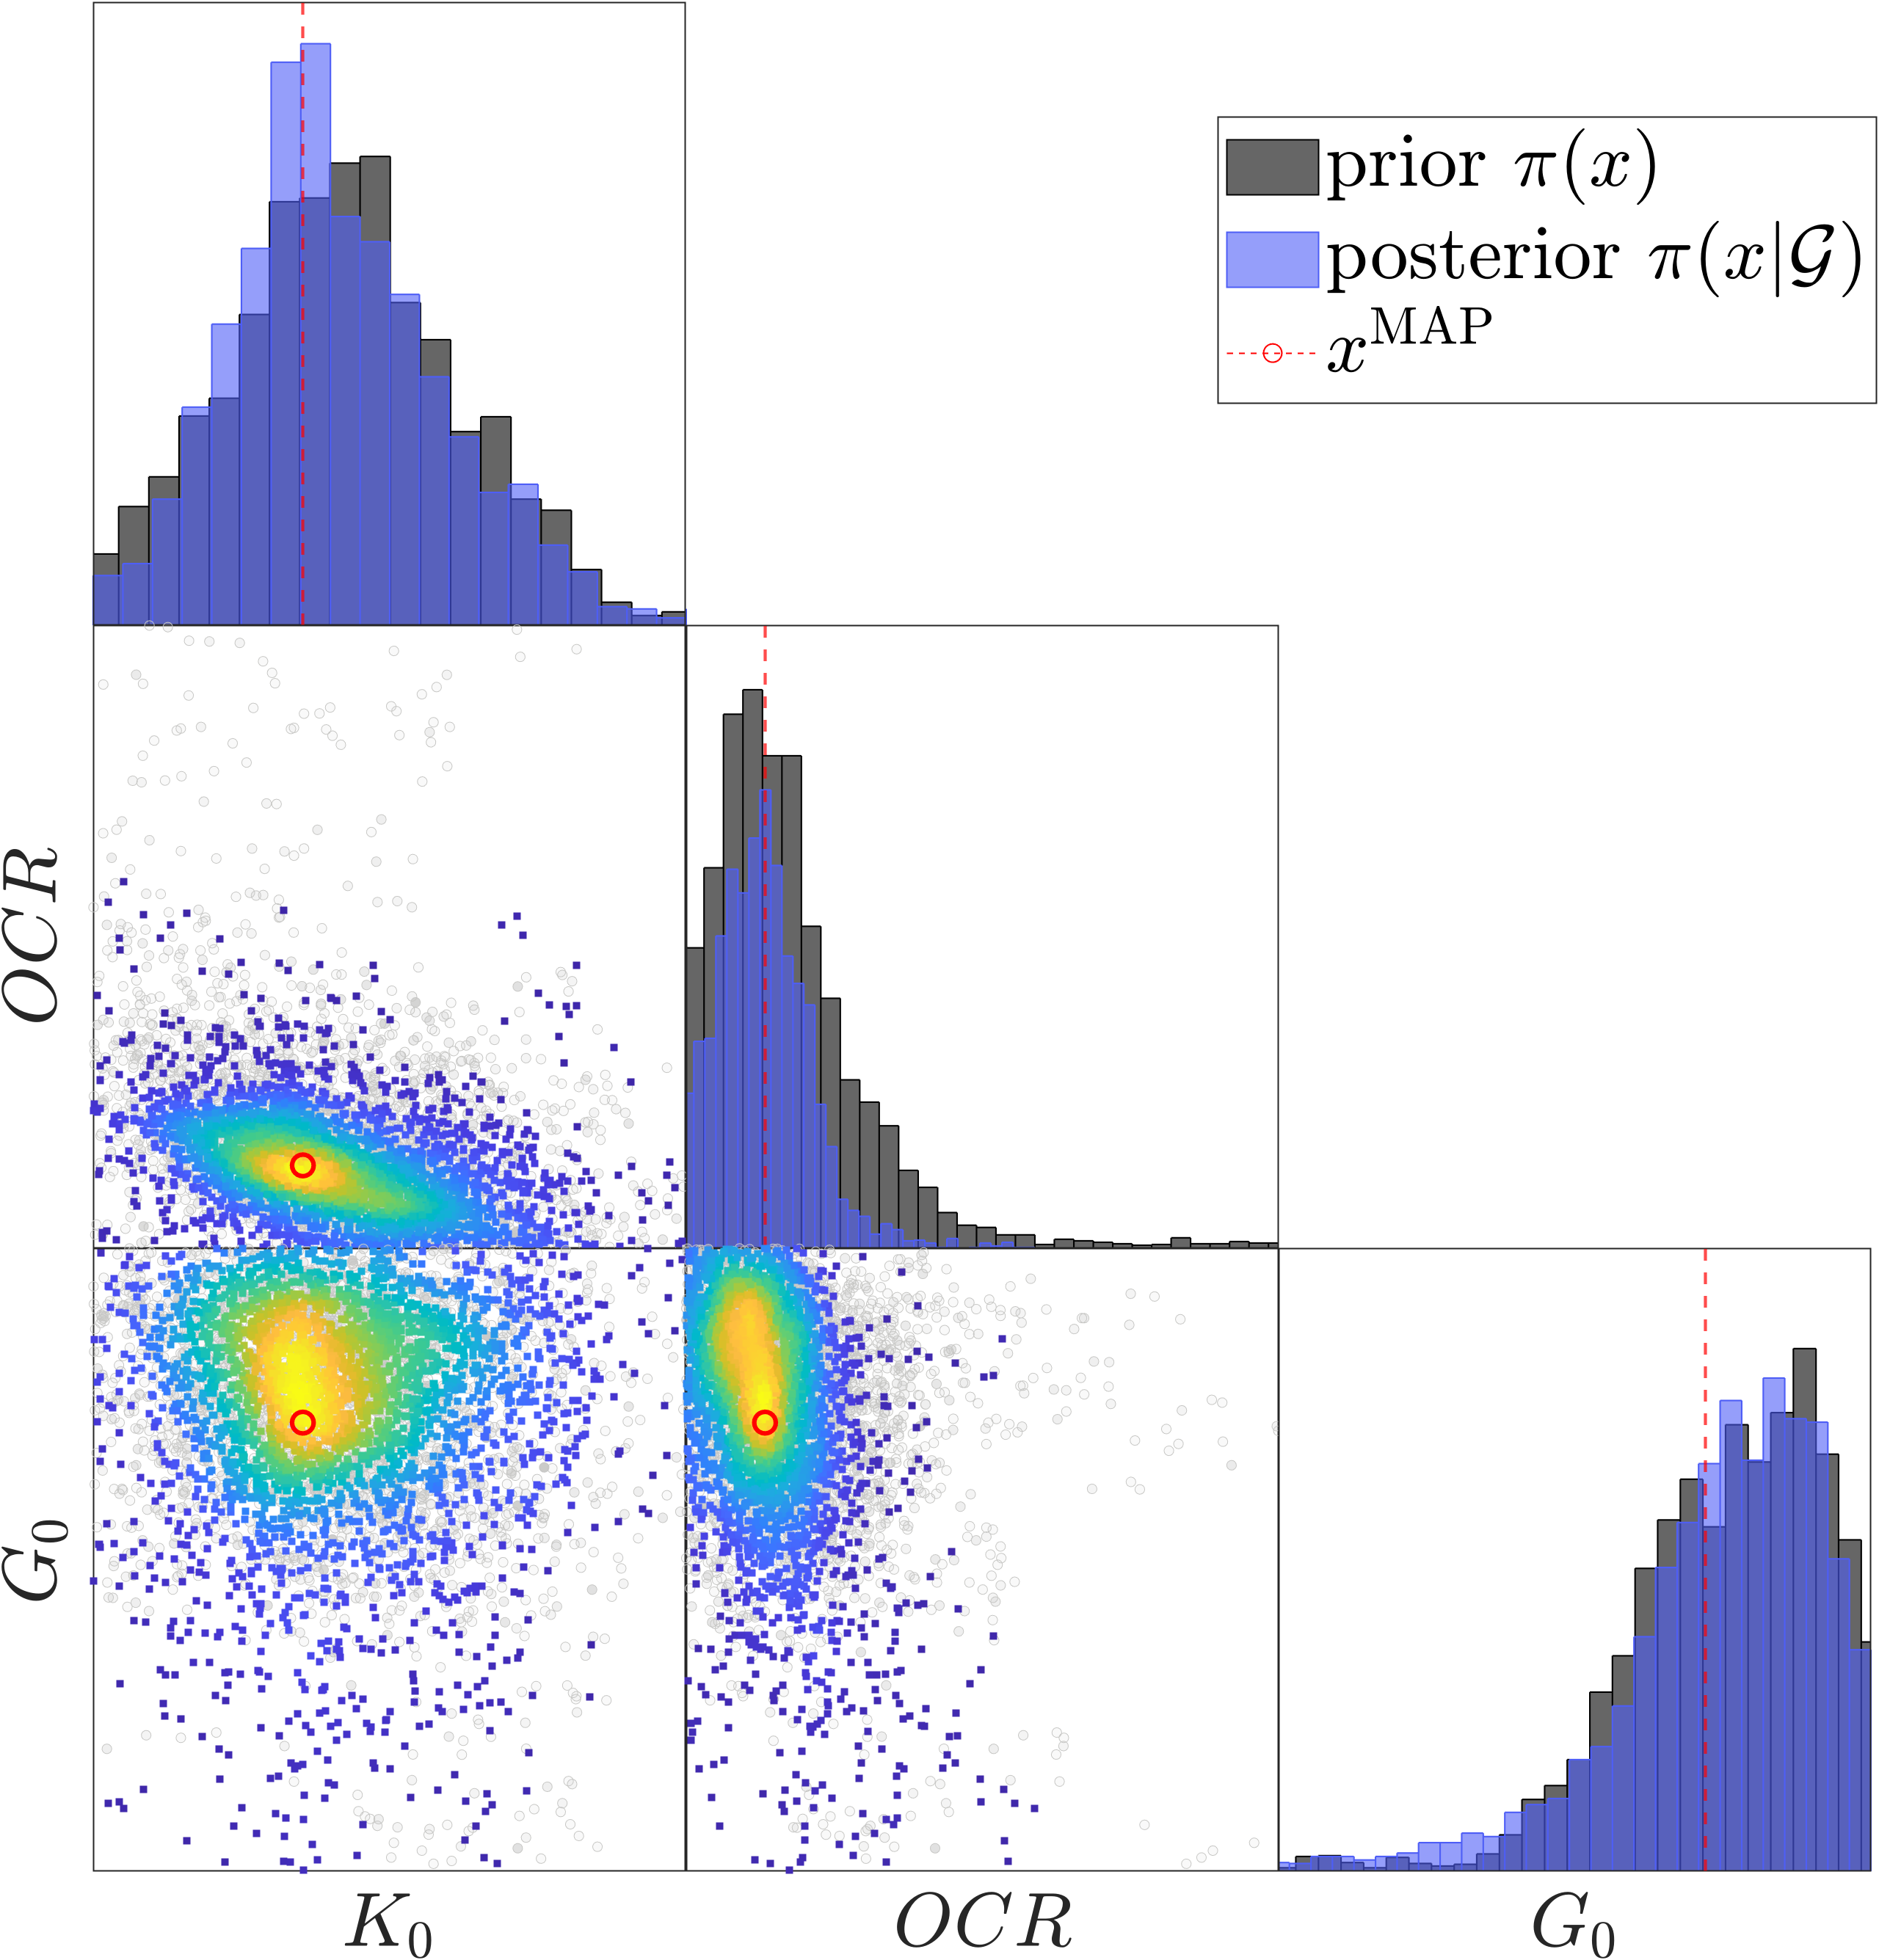 prior π(x)
posterior π(x|𝒢)
x^MAP
OCR
G₀
K₀
OCR
G₀